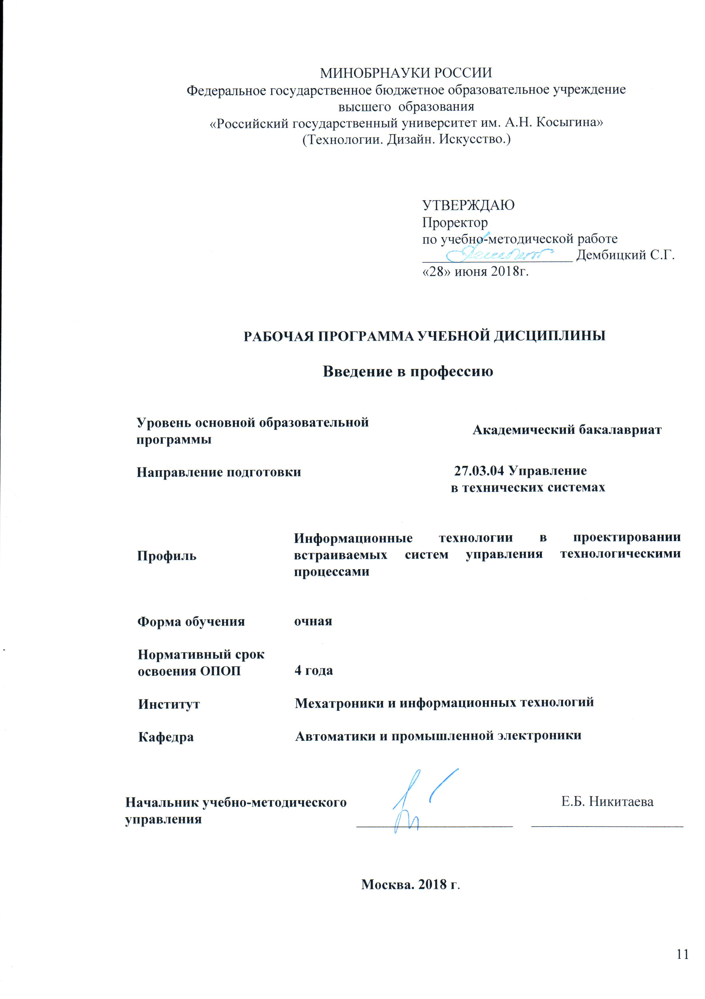 МИНОБРНАУКИ РОССИИ
Федеральное государственное бюджетное образовательное учреждение
высшего образования
«Российский государственный университет им. А.Н. Косыгина»
(Технологии. Дизайн. Искусство.)
УТВЕРЖДАЮ
Проректор
по учебно-методической работе
Дембицкий С.Г.
«28» июня 2018г.
РАБОЧАЯ ПРОГРАММА УЧЕБНОЙ ДИСЦИПЛИНЫ
Введение в профессию
Уровень основной образовательной
программы
Академический бакалавриат
Направление подготовки
27.03.04 Управление
в технических системах
Профиль
Информационные технологии в проектировании
встраиваемых систем управления технологическими
процессами
Форма обучения очная
Нормативный срок
освоения ОПОП 4 года
Институт Мехатроники и информационных технологий
Кафедра Автоматики и промышленной электроники
Начальник учебно-методического
управления
Е.Б. Никитаева
Москва. 2018 г.
11